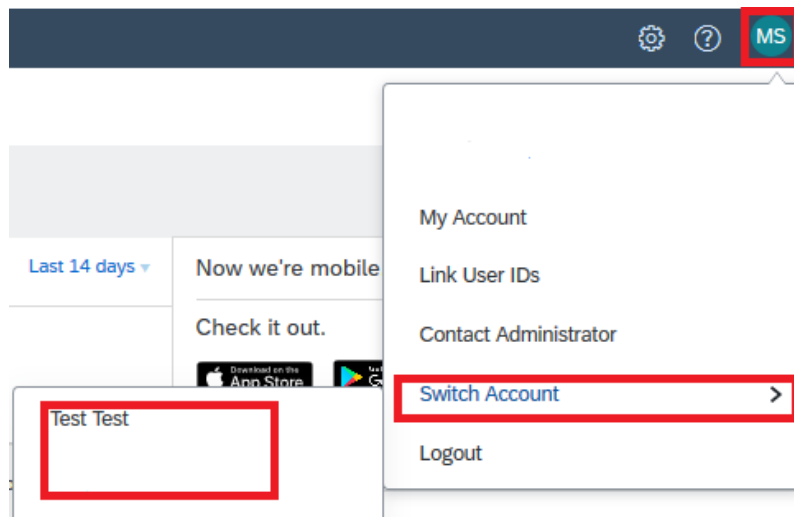 MS
Last 14 days
Now we're mobile
Check it out.
Download on the
App Store
My Account
Link User IDs
Contact Administrator
Switch Account
Logout
Test Test